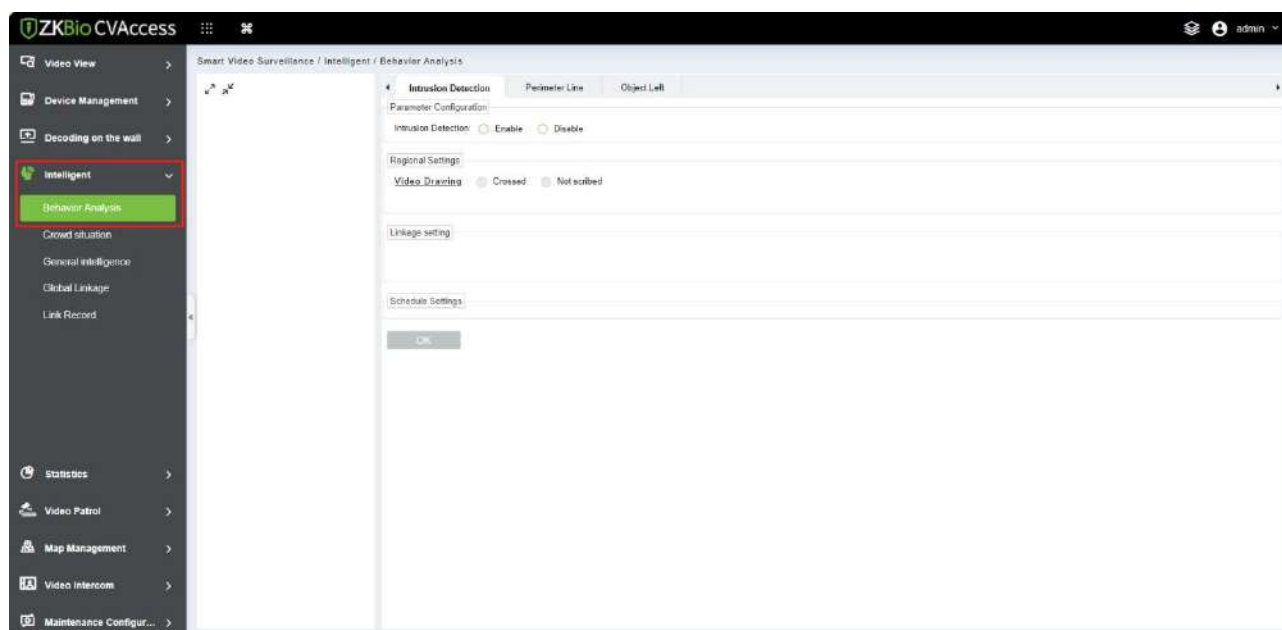 ZKBio CVAccess
admin
Video View
Device Management
Decoding on the wall
Intelligent
Behavior Analysis
Crowd situation
General intelligence
Global Linkage
Link Record
Statistics
Video Patrol
Map Management
Video Intercom
Maintenance Configur...
Smart Video Surveillance / Intelligent / Behavior Analysis
Intrusion Detection Perimeter Line Object Left
Parameter Configuration
Intrusion Detection: Enable Disable
Regional Settings
Video Drawing Crossed Not scribed
Linkage setting
Schedule Settings
OK